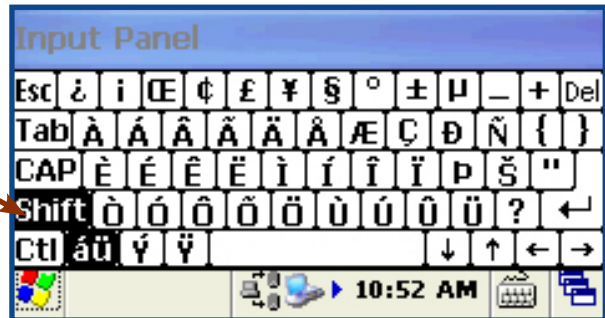 Input Panel
Esc ¿ ¡ Œ ¢ £ ¥ § ° ± µ _ + Del
Tab À Á Â Ã Ä Å Æ Ç Ð Ñ { }
CAP È É Ê Ë Ì Í Î Ï Þ Š "
Shift Ò Ó Ô Õ Ö Ù Ú Û Ü ? ↵
Ctl áü Ý Ÿ ↓ ↑ ← →
10:52 AM